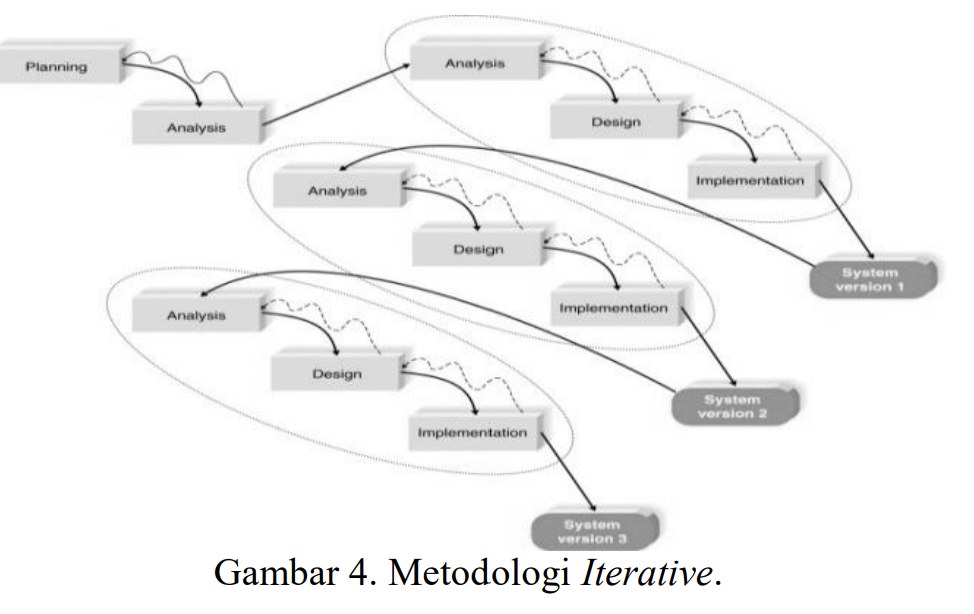 Planning
Analysis
Analysis
Design
Implementation
System
version 1
Analysis
Design
Implementation
System
version 2
Analysis
Design
Implementation
System
version 3
Gambar 4. Metodologi Iterative.